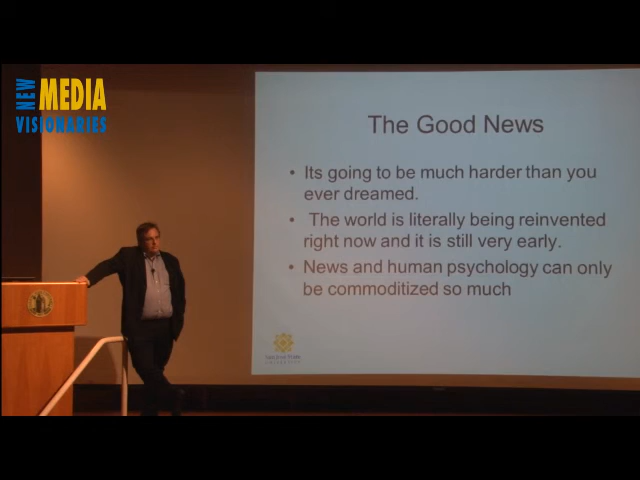 NEW MEDIA
VISIONARIES
The Good News
• Its going to be much harder than you
ever dreamed.
• The world is literally being reinvented
right now and it is still very early.
• News and human psychology can only
be commoditized so much